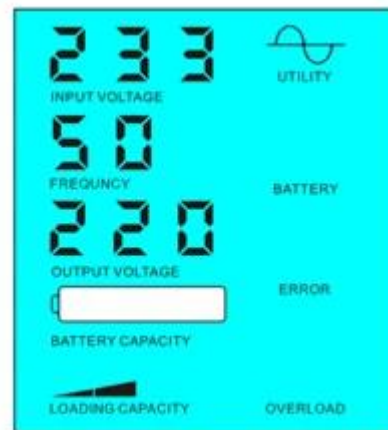 233
INPUT VOLTAGE
UTILITY
50
FREQUNCY
BATTERY
220
OUTPUT VOLTAGE
ERROR
BATTERY CAPACITY
LOADING CAPACITY
OVERLOAD